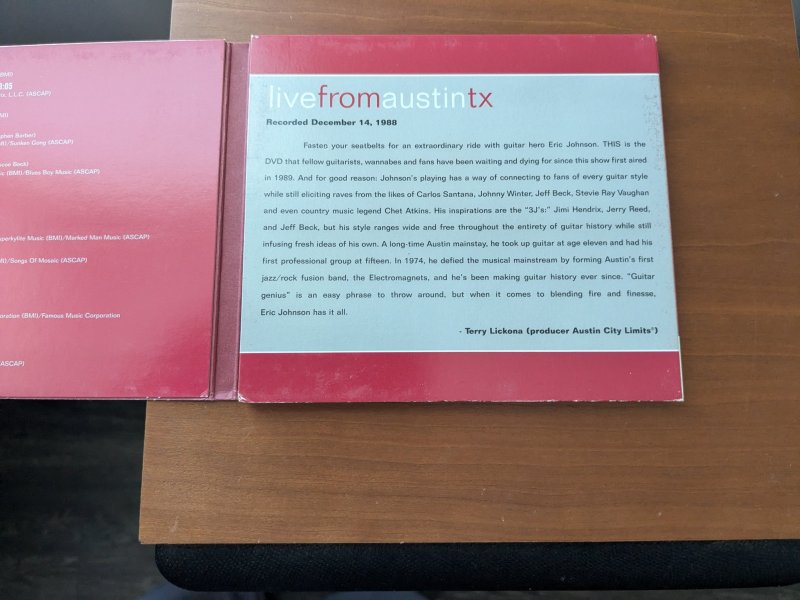 (BMI)
3:05
L.L.C. (ASCAP)
(BMI)
Barber)
/Sunken Gong (ASCAP)
Beck)
(BMI)/Blues Boy Music (ASCAP)
Music (BMI)/Marked Man Music (ASCAP)
/Songs Of Mosaic (ASCAP)
(BMI)/Famous Music Corporation
(ASCAP)
livefromaustintx
Recorded December 14, 1988
Fasten your seatbelts for an extraordinary ride with guitar hero Eric Johnson. THIS is the
DVD that fellow guitarists, wannabes and fans have been waiting and dying for since this show first aired
in 1989. And for good reason: Johnson's playing has a way of connecting to fans of every guitar style
while still eliciting raves from the likes of Carlos Santana, Johnny Winter, Jeff Beck, Stevie Ray Vaughan
and even country music legend Chet Atkins. His inspirations are the "3J's:" Jimi Hendrix, Jerry Reed,
and Jeff Beck, but his style ranges wide and free throughout the entirety of guitar history while still
infusing fresh ideas of his own. A long-time Austin mainstay, he took up guitar at age eleven and had his
first professional group at fifteen. In 1974, he defied the musical mainstream by forming Austin's first
jazz/rock fusion band, the Electromagnets, and he's been making guitar history ever since. "Guitar
genius" is an easy phrase to throw around, but when it comes to blending fire and finesse,
Eric Johnson has it all.
- Terry Lickona (producer Austin City Limits®)